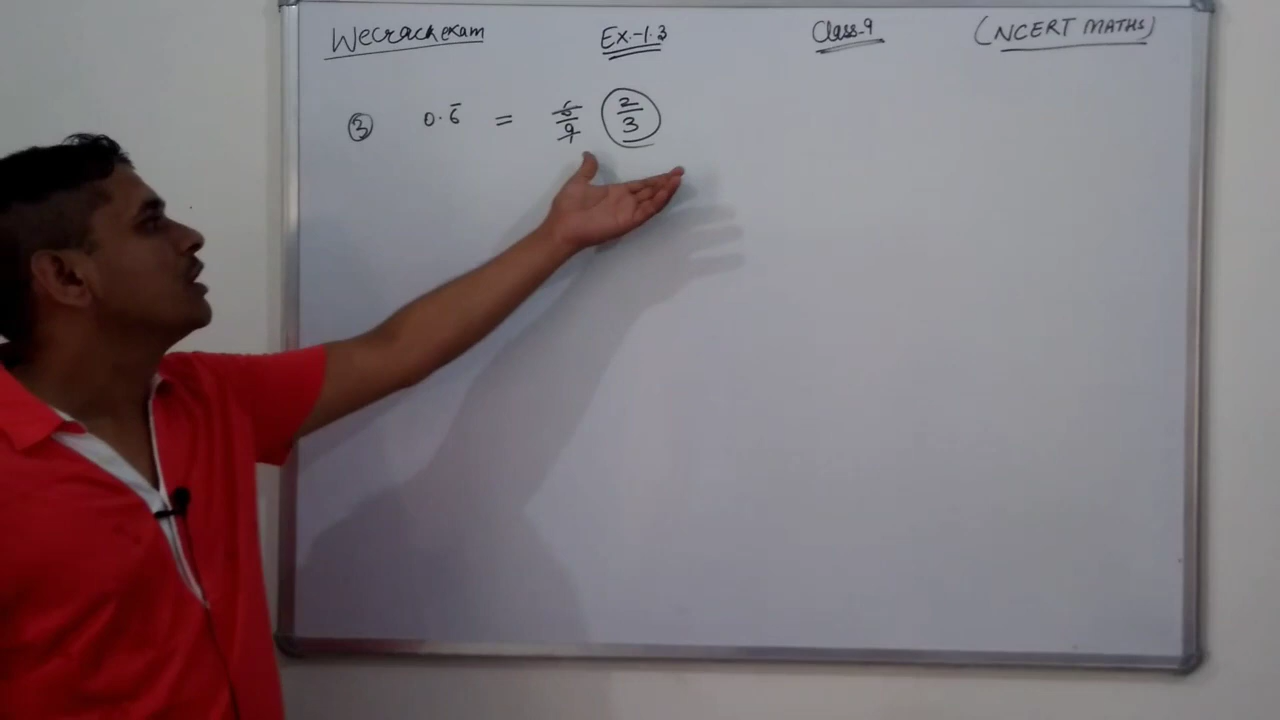 Wecrackexam Ex.-1.3 Class-9 (NCERT MATHS)
③ 0.6̄ = 6/9 2/3